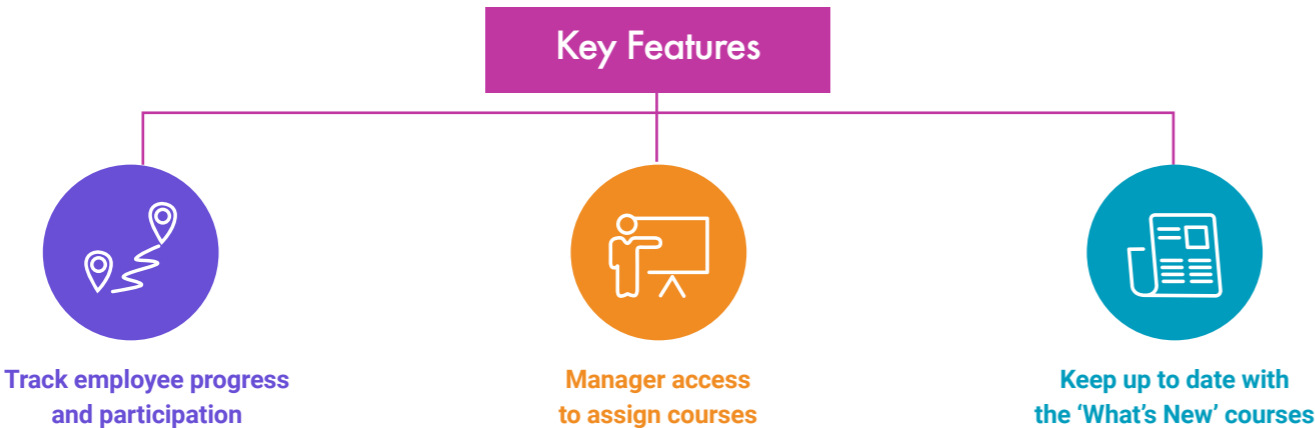 Key Features
Track employee progress
and participation
Manager access
to assign courses
Keep up to date with
the ‘What’s New’ courses